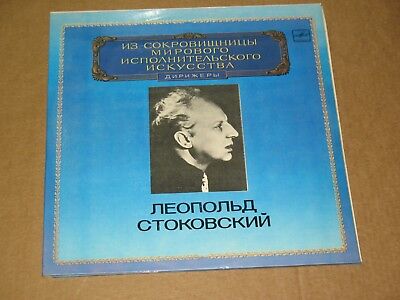 ИЗ СОКРОВИЩНИЦЫ
МИРОВОГО
ИСПОЛНИТЕЛЬСКОГО
ИСКУССТВА
ДИРИЖЕРЫ
ЛЕОПОЛЬД
СТОКОВСКИЙ